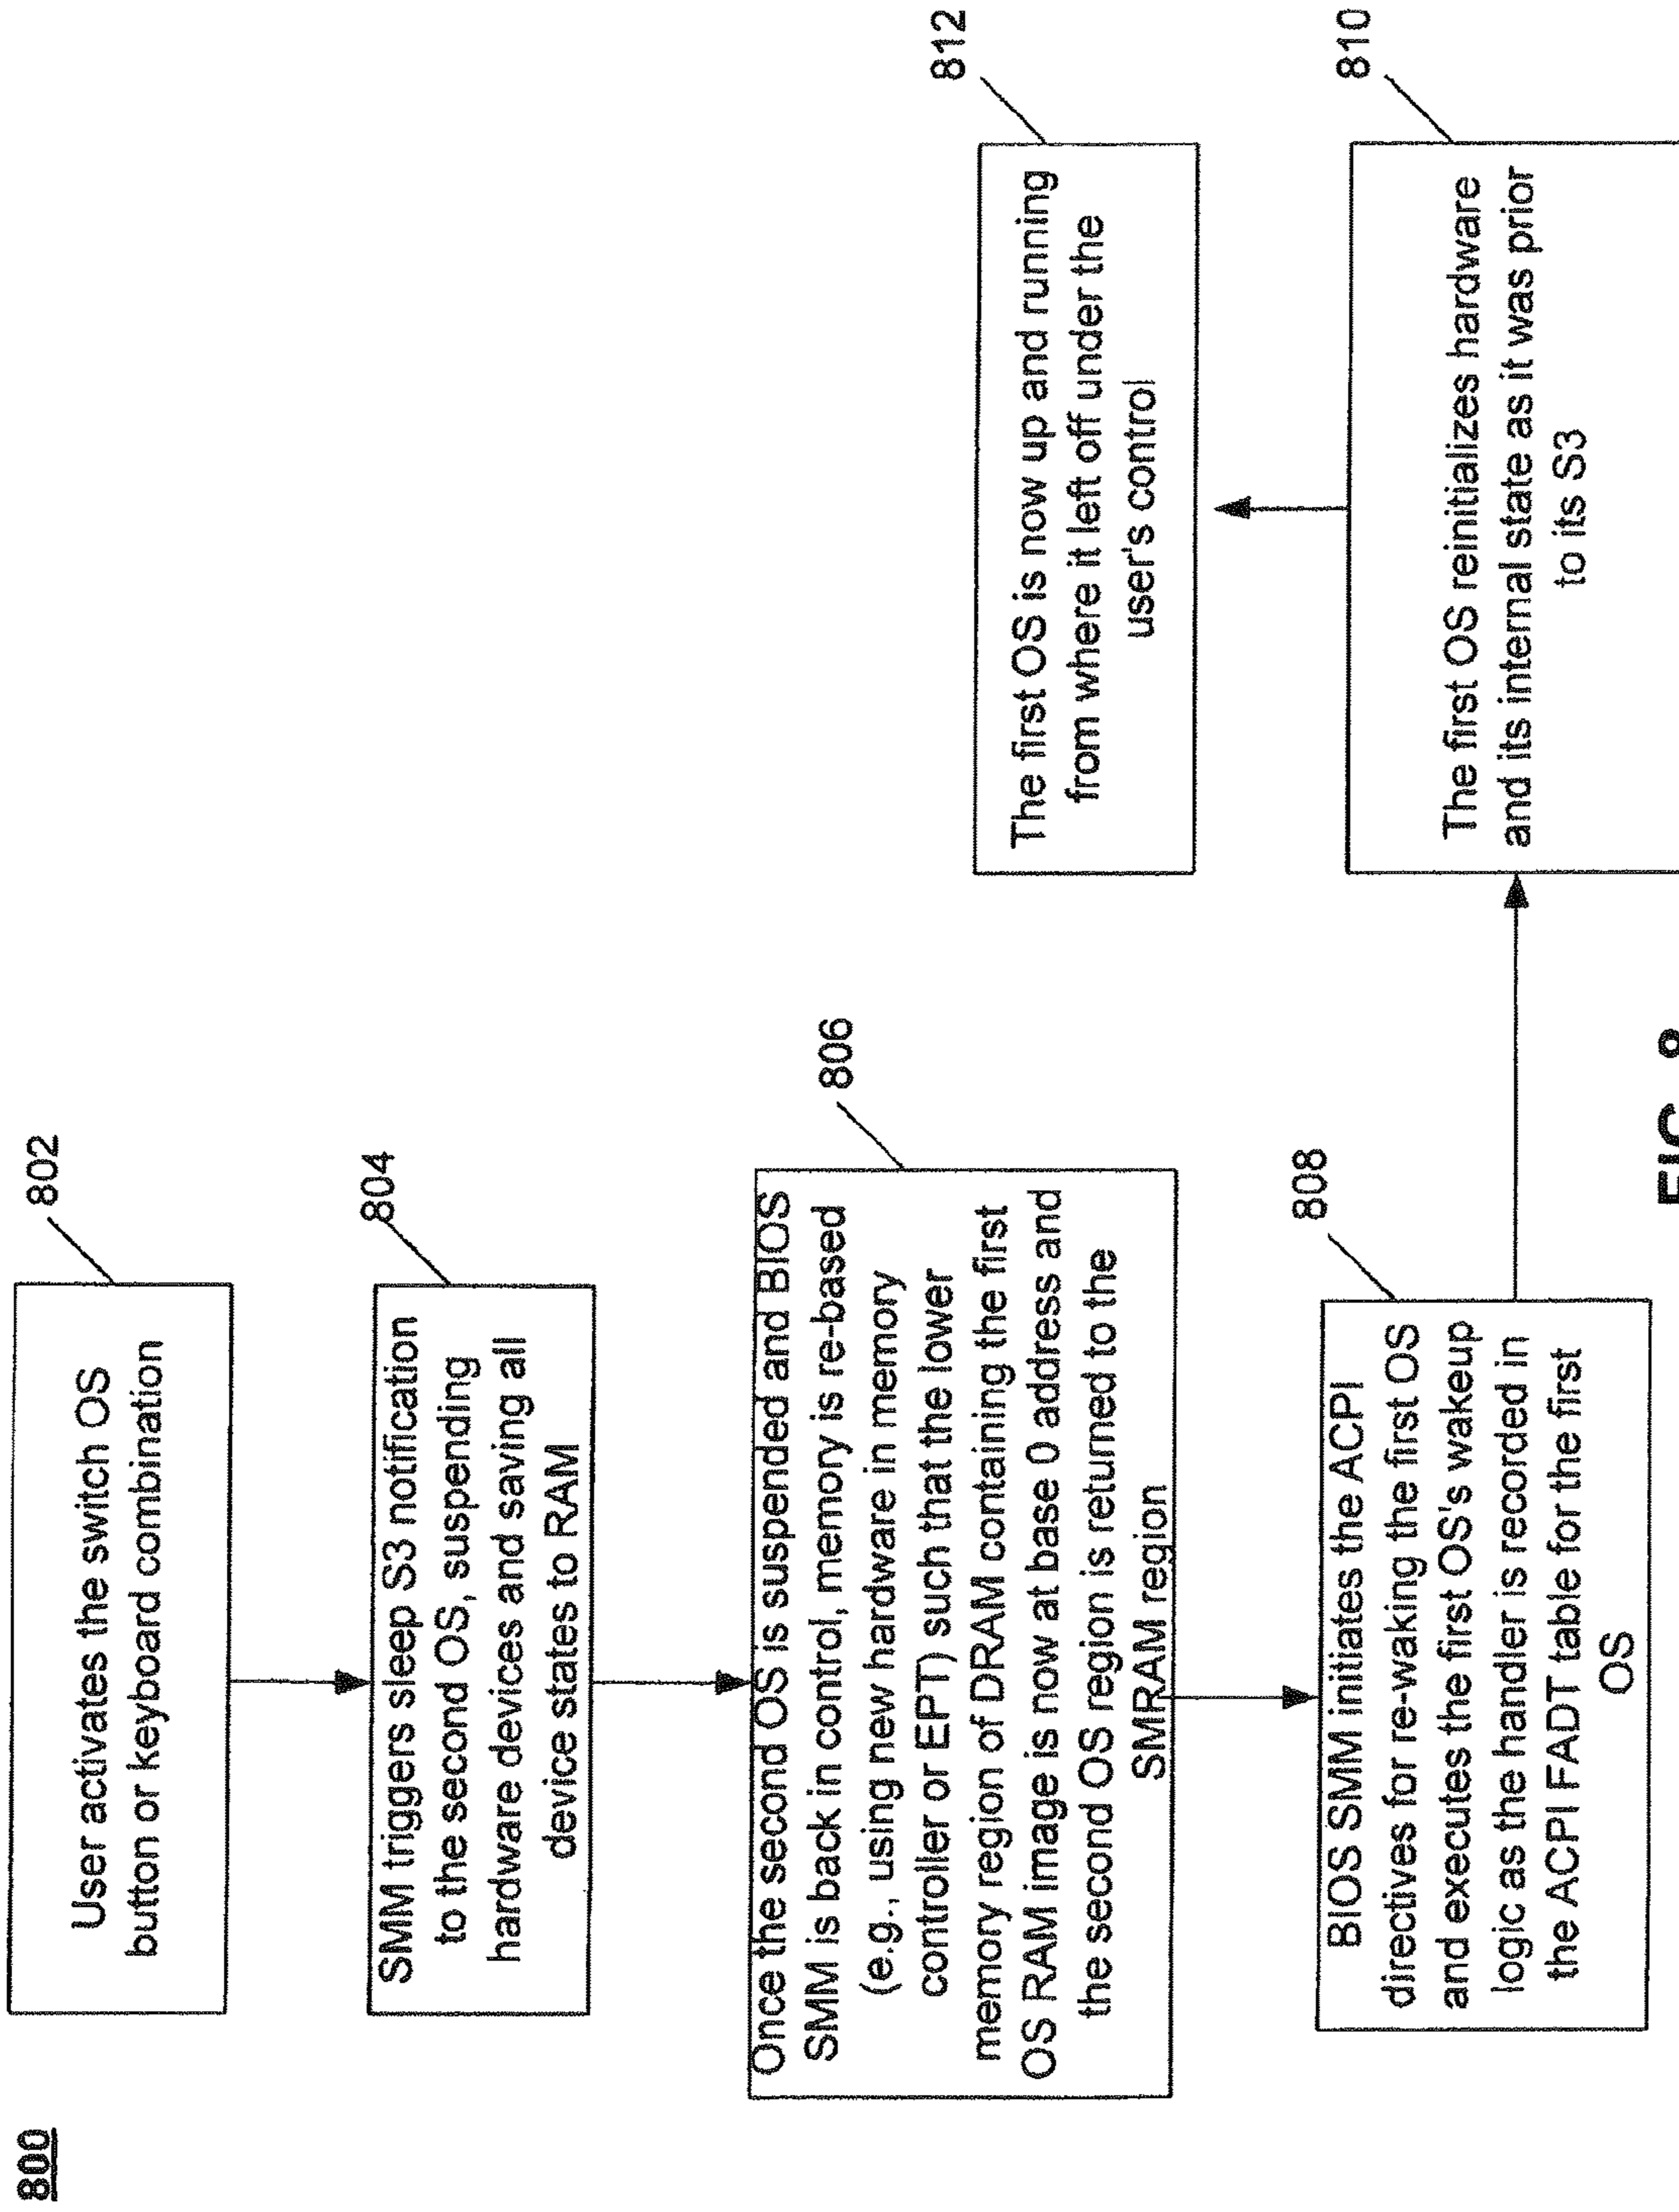 800
802
User activates the switch OS
button or keyboard combination
804
SMM triggers sleep S3 notification
to the second OS, suspending
hardware devices and saving all
device states to RAM
806
Once the second OS is suspended and BIOS
SMM is back in control, memory is re-based
(e.g., using new hardware in memory
controller or EPT) such that the lower
memory region of DRAM containing the first
OS RAM image is now at base 0 address and
the second OS region is returned to the
SMRAM region
808
BIOS SMM initiates the ACPI
directives for re-waking the first OS
and executes the first OS's wakeup
logic as the handler is recorded in
the ACPI FADT table for the first
OS
810
The first OS reinitializes hardware
and its internal state as it was prior
to its S3
812
The first OS is now up and running
from where it left off under the
user's control
FIG. 8